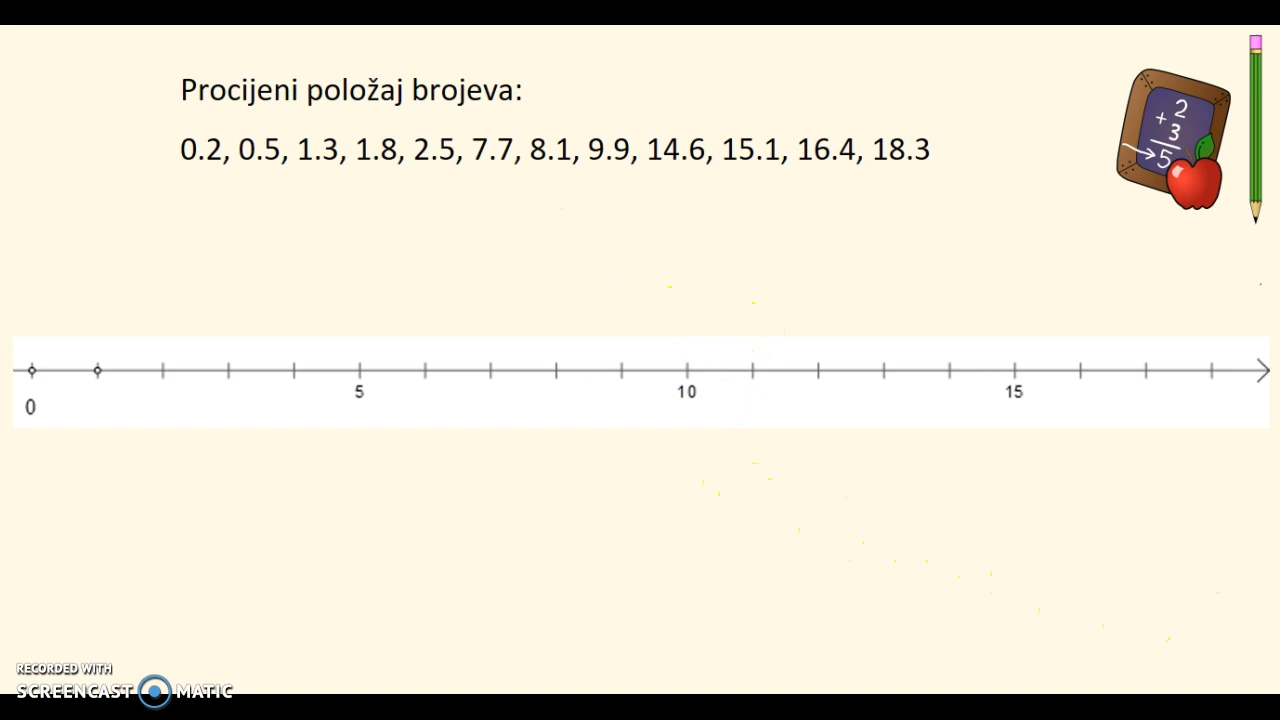 Procijeni položaj brojeva:
0.2, 0.5, 1.3, 1.8, 2.5, 7.7, 8.1, 9.9, 14.6, 15.1, 16.4, 18.3
2
+ 3
5
0 5 10 15
RECORDED WITH
SCREENCAST MATIC